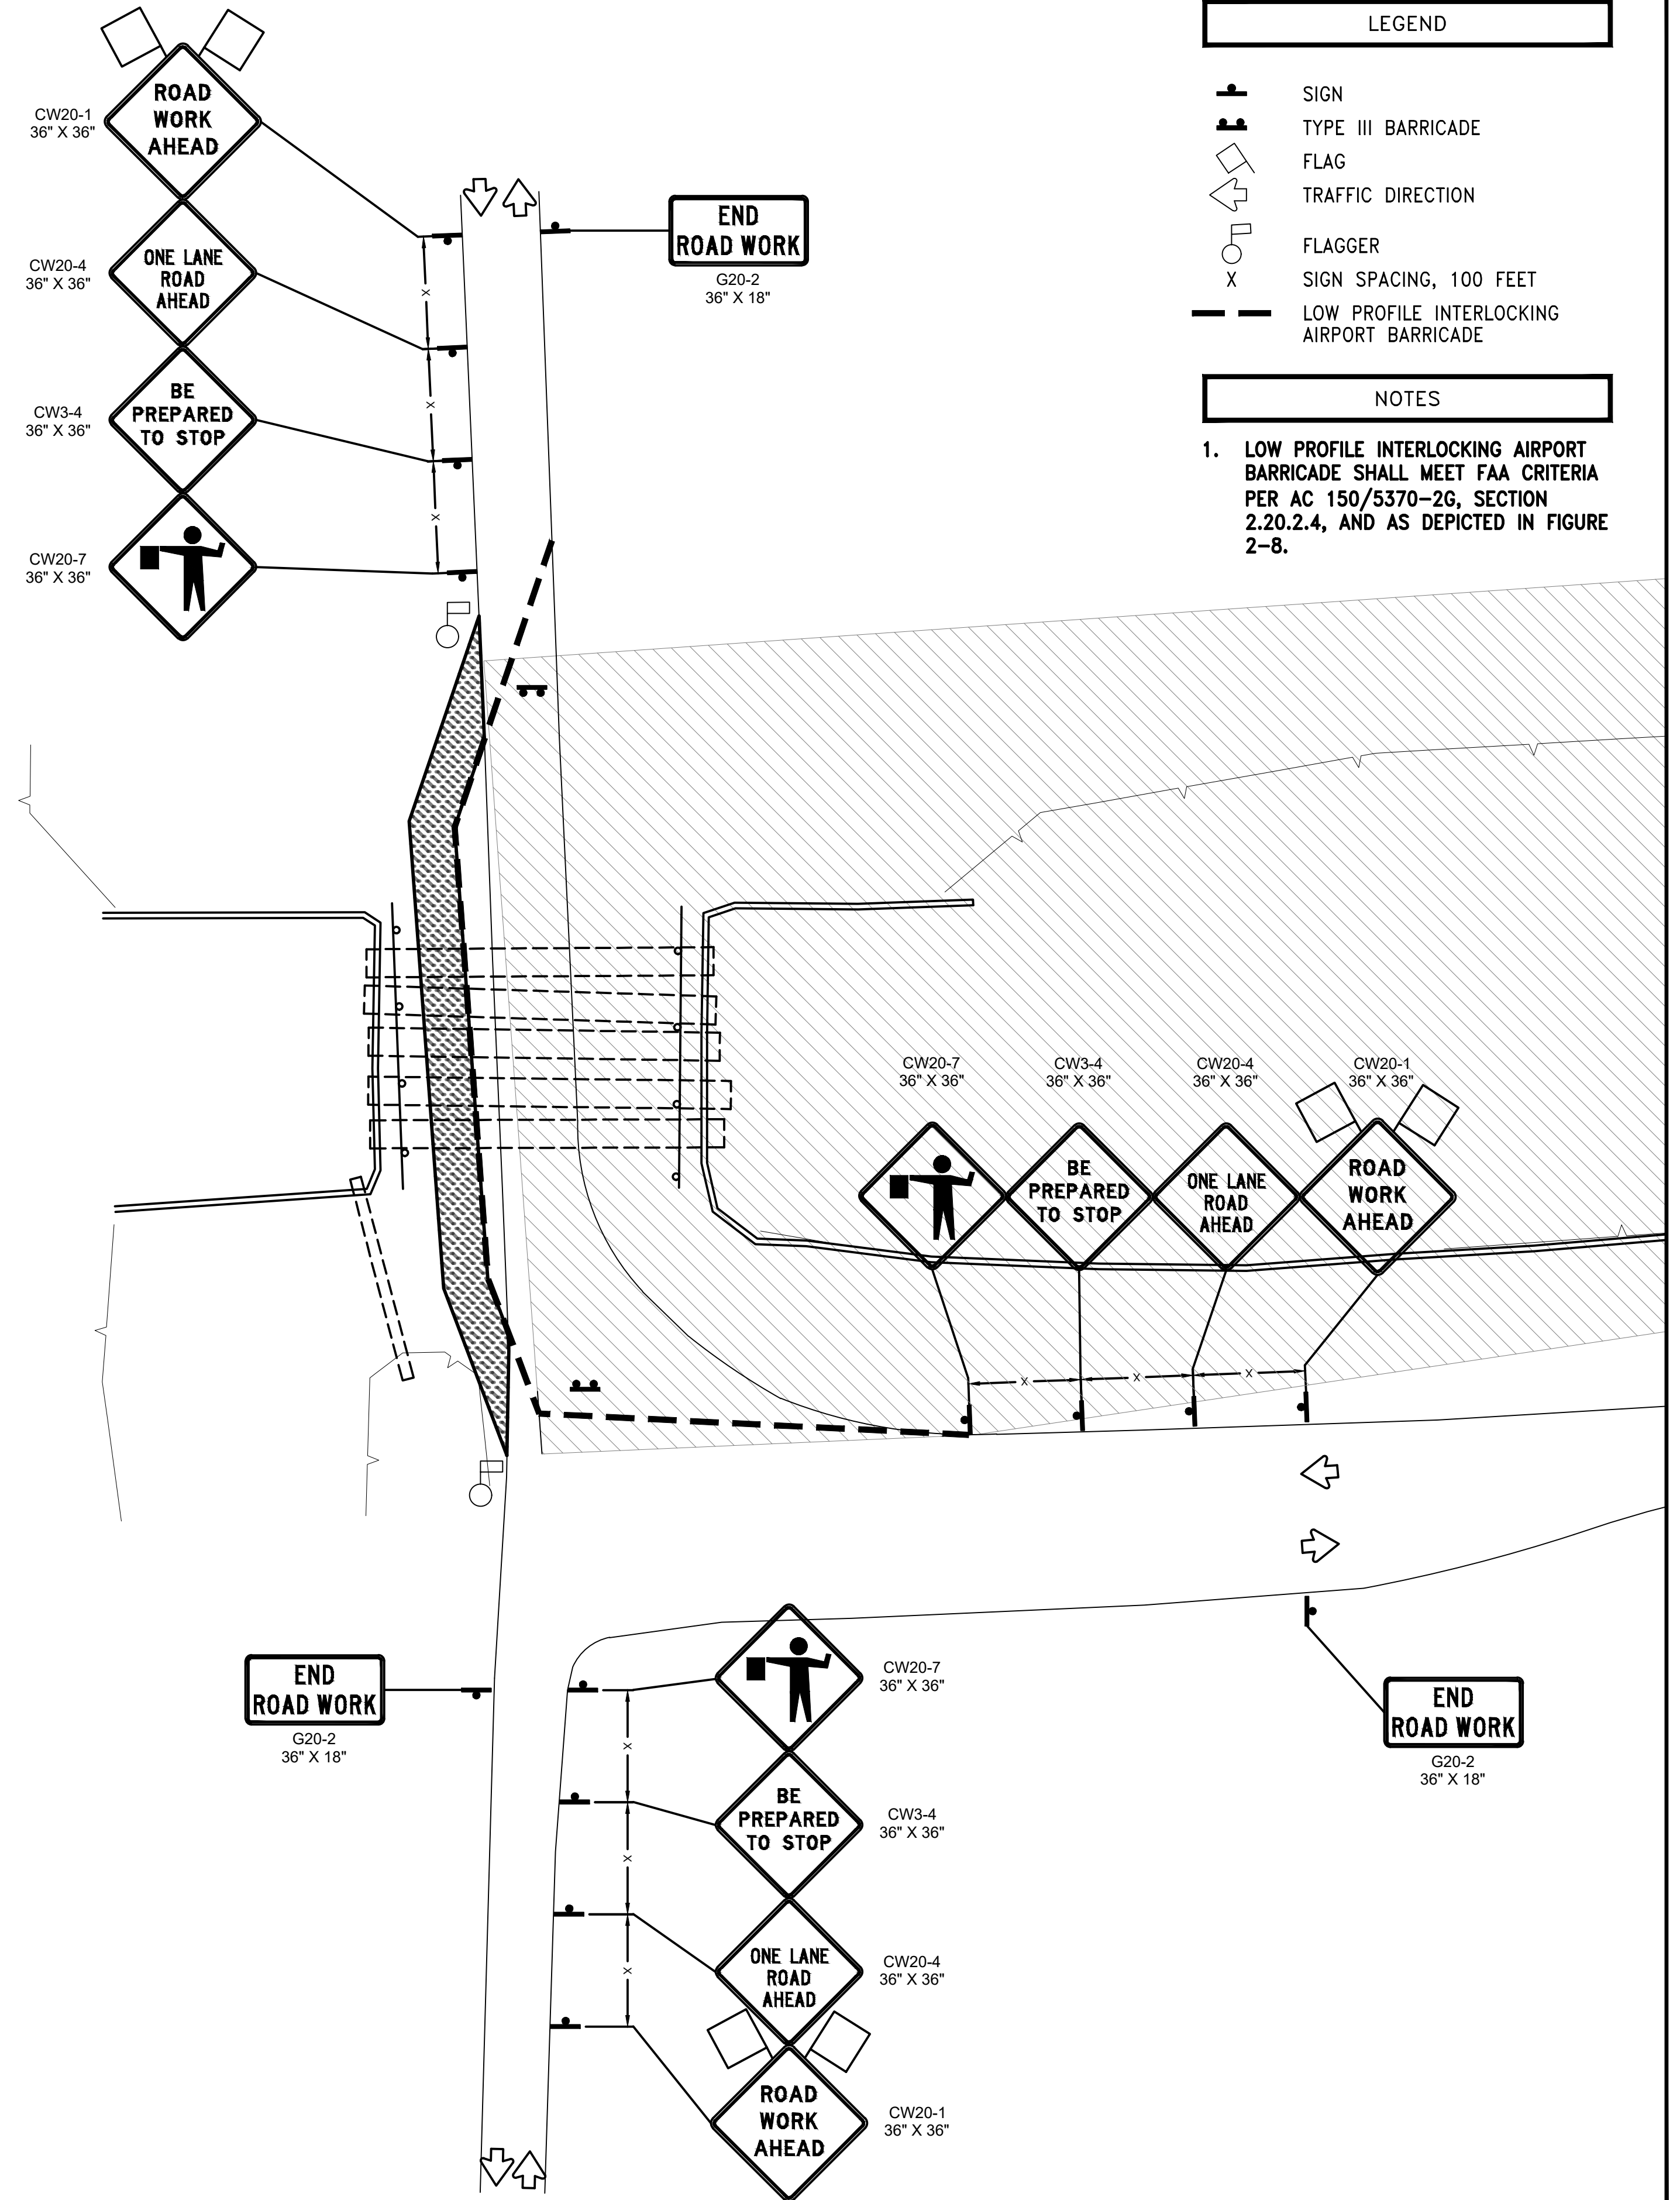 LEGEND
SIGN
TYPE III BARRICADE
FLAG
TRAFFIC DIRECTION
FLAGGER
X SIGN SPACING, 100 FEET
LOW PROFILE INTERLOCKING
AIRPORT BARRICADE
NOTES
1. LOW PROFILE INTERLOCKING AIRPORT
BARRICADE SHALL MEET FAA CRITERIA
PER AC 150/5370-2G, SECTION
2.20.2.4, AND AS DEPICTED IN FIGURE
2-8.
CW20-1
36" X 36"
ROAD
WORK
AHEAD
CW20-4
36" X 36"
ONE LANE
ROAD
AHEAD
CW3-4
36" X 36"
BE
PREPARED
TO STOP
CW20-7
36" X 36"
X
X
X
END
ROAD WORK
G20-2
36" X 18"
CW20-7
36" X 36"
CW3-4
36" X 36"
BE
PREPARED
TO STOP
CW20-4
36" X 36"
ONE LANE
ROAD
AHEAD
CW20-1
36" X 36"
ROAD
WORK
AHEAD
X
X
X
END
ROAD WORK
G20-2
36" X 18"
CW20-7
36" X 36"
X
BE
PREPARED
TO STOP
CW3-4
36" X 36"
X
ONE LANE
ROAD
AHEAD
CW20-4
36" X 36"
X
ROAD
WORK
AHEAD
CW20-1
36" X 36"
END
ROAD WORK
G20-2
36" X 18"